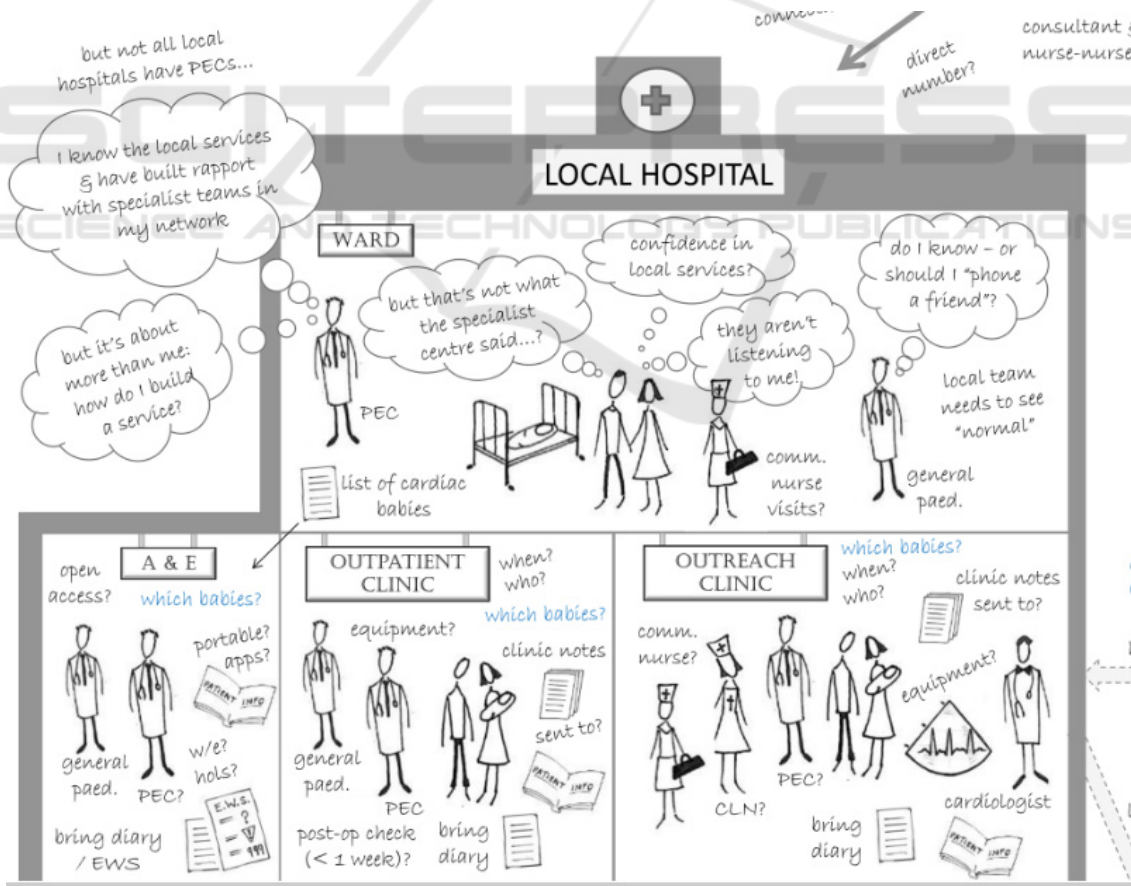 but not all local
hospitals have PECs...
direct
number?
consultant &
nurse-nurse
SCITEPRESS
SCIENCE AND TECHNOLOGY PUBLICATIONS
LOCAL HOSPITAL
I know the local services
& have built rapport
with specialist teams in
my network
but it's about
more than me:
how do I build
a service?
WARD
PEC
but that's not what
the specialist
centre said...?
confidence in
local services?
they aren't
listening
to me!
do I know – or
should I "phone
a friend"?
local team
needs to see
"normal"
general
paed.
comm.
nurse
visits?
list of cardiac
babies
A & E
open
access?
which babies?
portable?
apps?
PATIENT INFO
general
paed.
PEC?
w/e?
hols?
E.W.S.
?
!
???
bring diary
/ EWS
OUTPATIENT
CLINIC
when?
who?
which babies?
equipment?
clinic notes
sent to?
PATIENT INFO
general
paed.
PEC
post-op check
(< 1 week)?
bring
diary
OUTREACH
CLINIC
which babies?
when?
who?
clinic notes
sent to?
comm.
nurse?
equipment?
CLN?
PEC?
cardiologist
bring
diary
PATIENT INFO